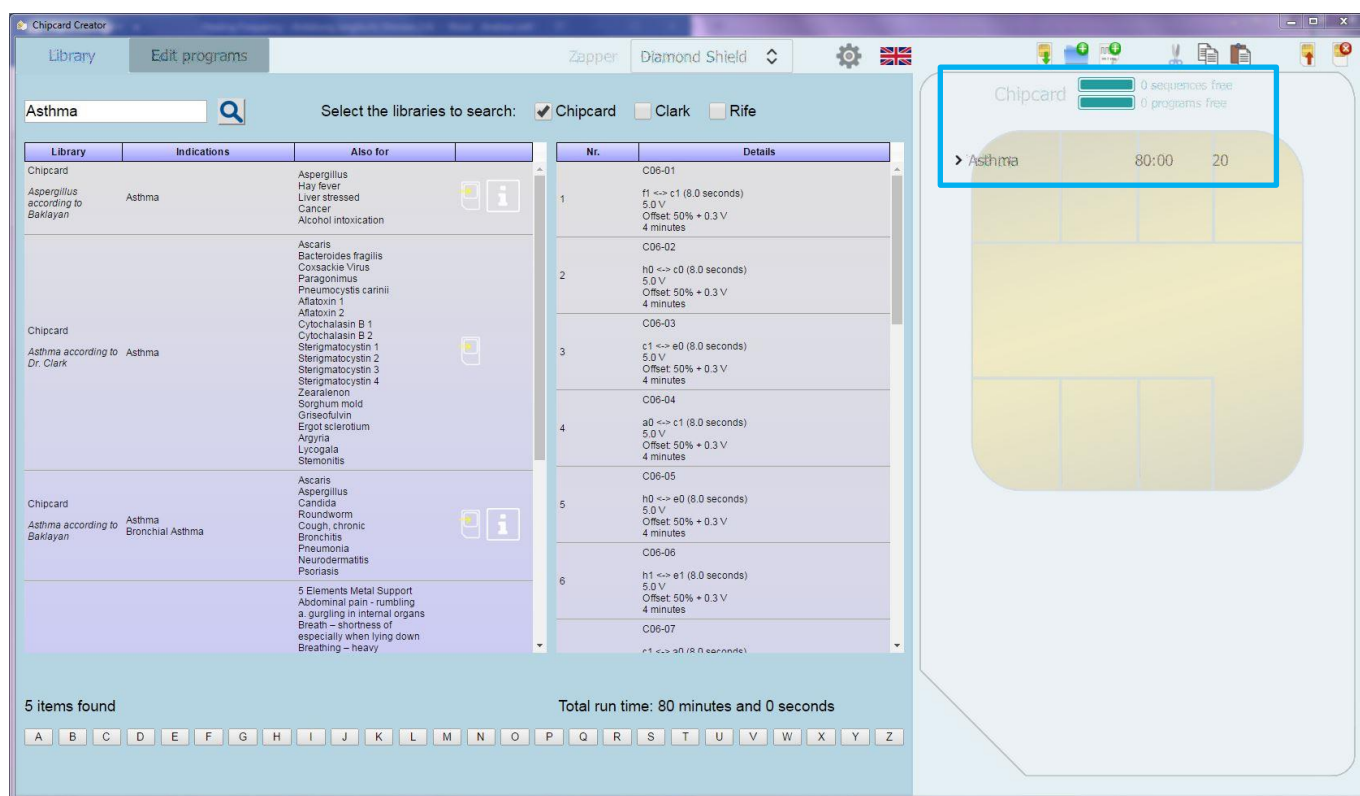 Chipcard Creator
Library Edit programs Zapper Diamond Shield
Chipcard 0 sequences free
0 programs free
Asthma Select the libraries to search: Chipcard Clark Rife
Asthma 80:00 20
Library Indications Also for
Chipcard
Aspergillus
according to
Baklayan
Asthma
Aspergillus
Hay fever
Liver stressed
Cancer
Alcohol intoxication
Chipcard
Asthma according to
Dr. Clark
Asthma
Ascaris
Bacteroides fragilis
Coxsackie Virus
Paragonimus
Pneumocystis carinii
Aflatoxin 1
Aflatoxin 2
Cytochalasin B 1
Cytochalasin B 2
Sterigmatocystin 1
Sterigmatocystin 2
Sterigmatocystin 3
Sterigmatocystin 4
Zearalenon
Sorghum mold
Griseofulvin
Ergot sclerotium
Argyria
Lycogala
Stemonitis
Chipcard
Asthma according to
Baklayan
Asthma
Bronchial Asthma
Ascaris
Aspergillus
Candida
Roundworm
Cough, chronic
Bronchitis
Pneumonia
Neurodermatitis
Psoriasis
5 Elements Metal Support
Abdominal pain - rumbling
a. gurgling in internal organs
Breath – shortness of
especially when lying down
Breathing – heavy
Nr. Details
1
C06-01
f1 <-> c1 (8.0 seconds)
5.0 V
Offset: 50% + 0.3 V
4 minutes
2
C06-02
h0 <-> c0 (8.0 seconds)
5.0 V
Offset: 50% + 0.3 V
4 minutes
3
C06-03
c1 <-> e0 (8.0 seconds)
5.0 V
Offset: 50% + 0.3 V
4 minutes
4
C06-04
a0 <-> c1 (8.0 seconds)
5.0 V
Offset: 50% + 0.3 V
4 minutes
5
C06-05
h0 <-> e0 (8.0 seconds)
5.0 V
Offset: 50% + 0.3 V
4 minutes
6
C06-06
h1 <-> e1 (8.0 seconds)
5.0 V
Offset: 50% + 0.3 V
4 minutes
C06-07
c1 <-> a0 (8.0 seconds)
5 items found Total run time: 80 minutes and 0 seconds
A B C D E F G H I J K L M N O P Q R S T U V W X Y Z